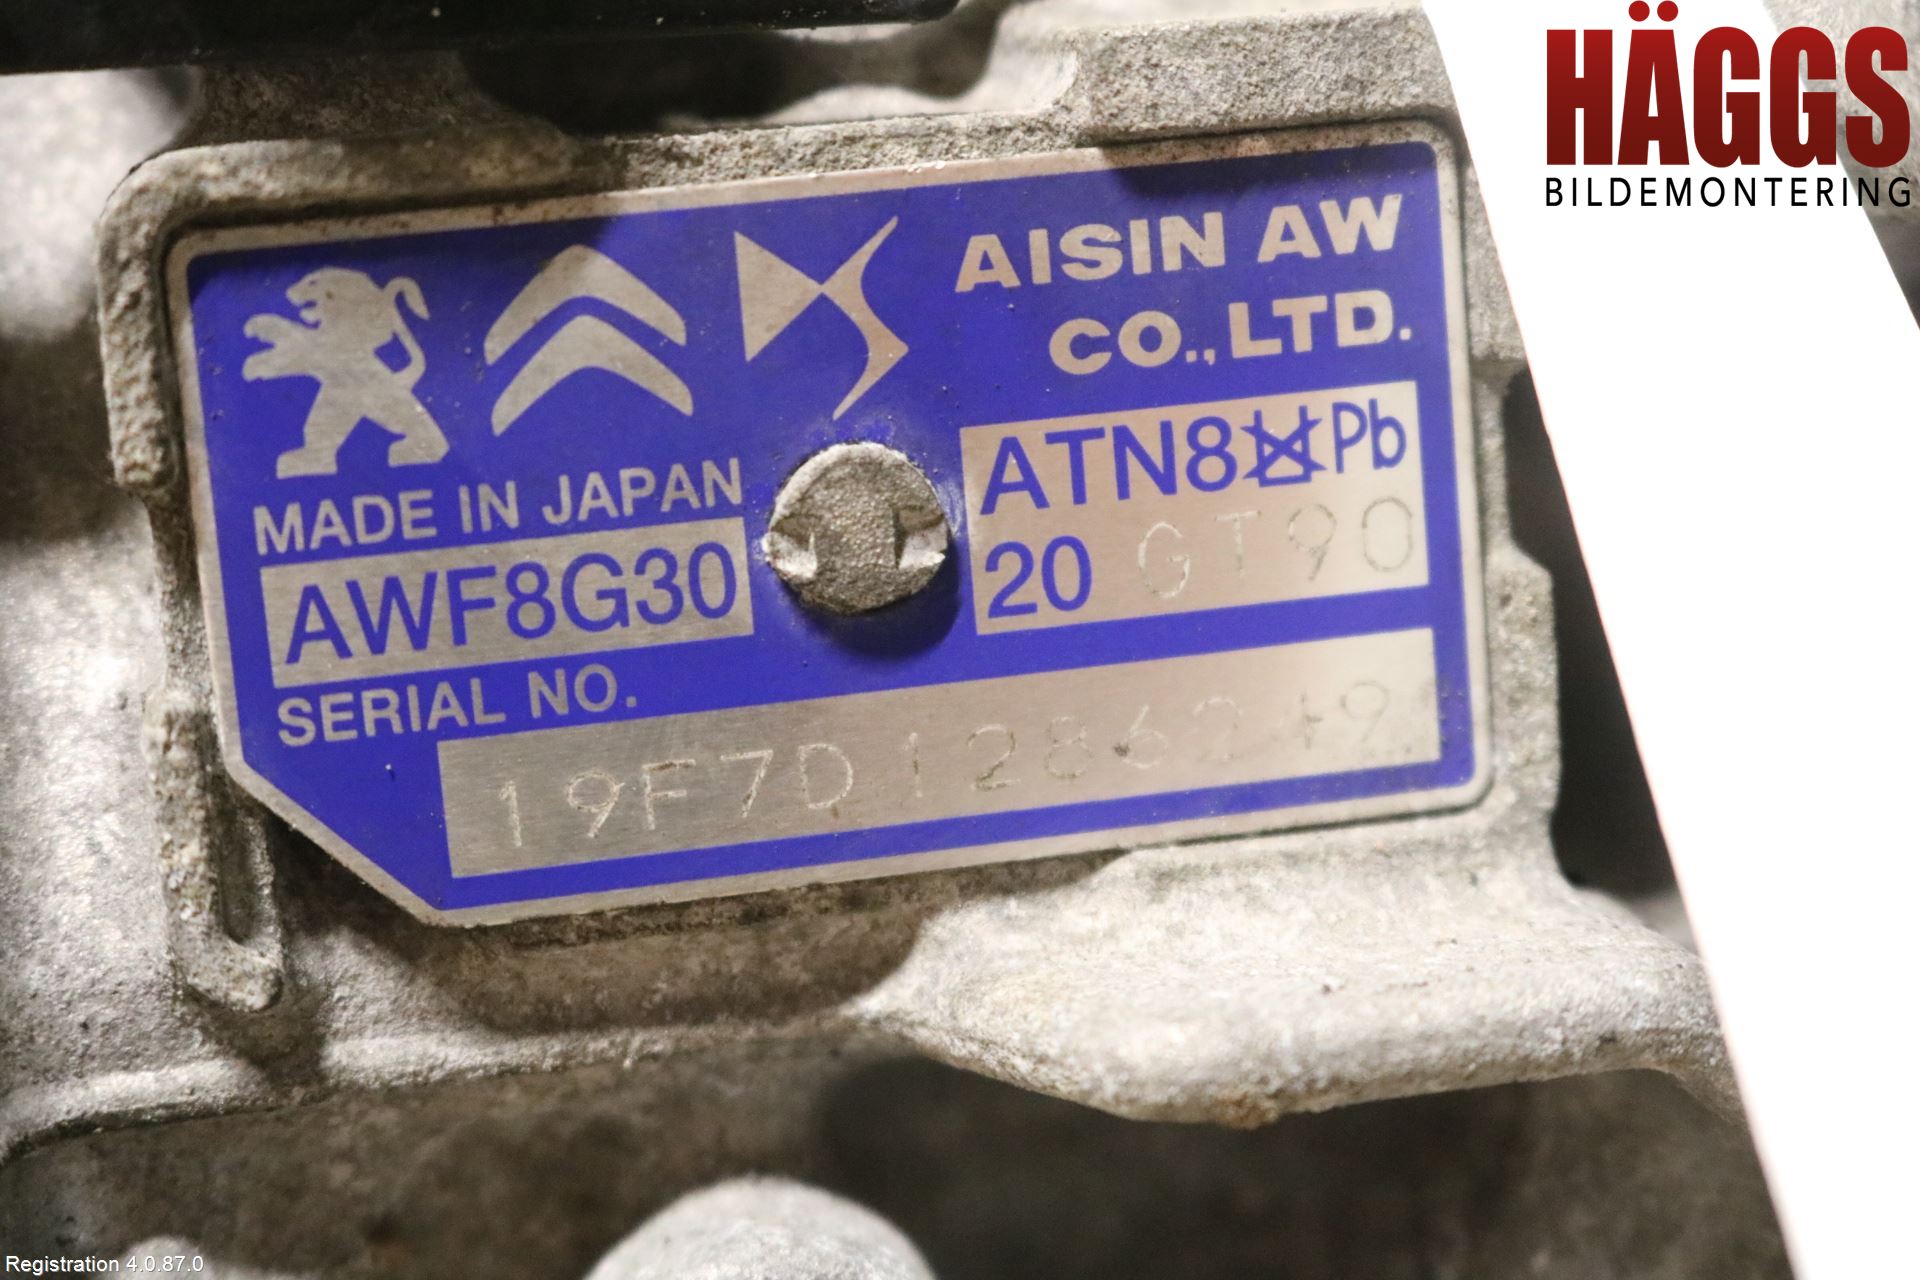 HÄGGS
BILDEMONTERING
AISIN AW
CO., LTD.
MADE IN JAPAN
AWF8G30
ATN8 Pb
20 GT90
SERIAL NO.
19F7D1286249
Registration 4.0.87.0